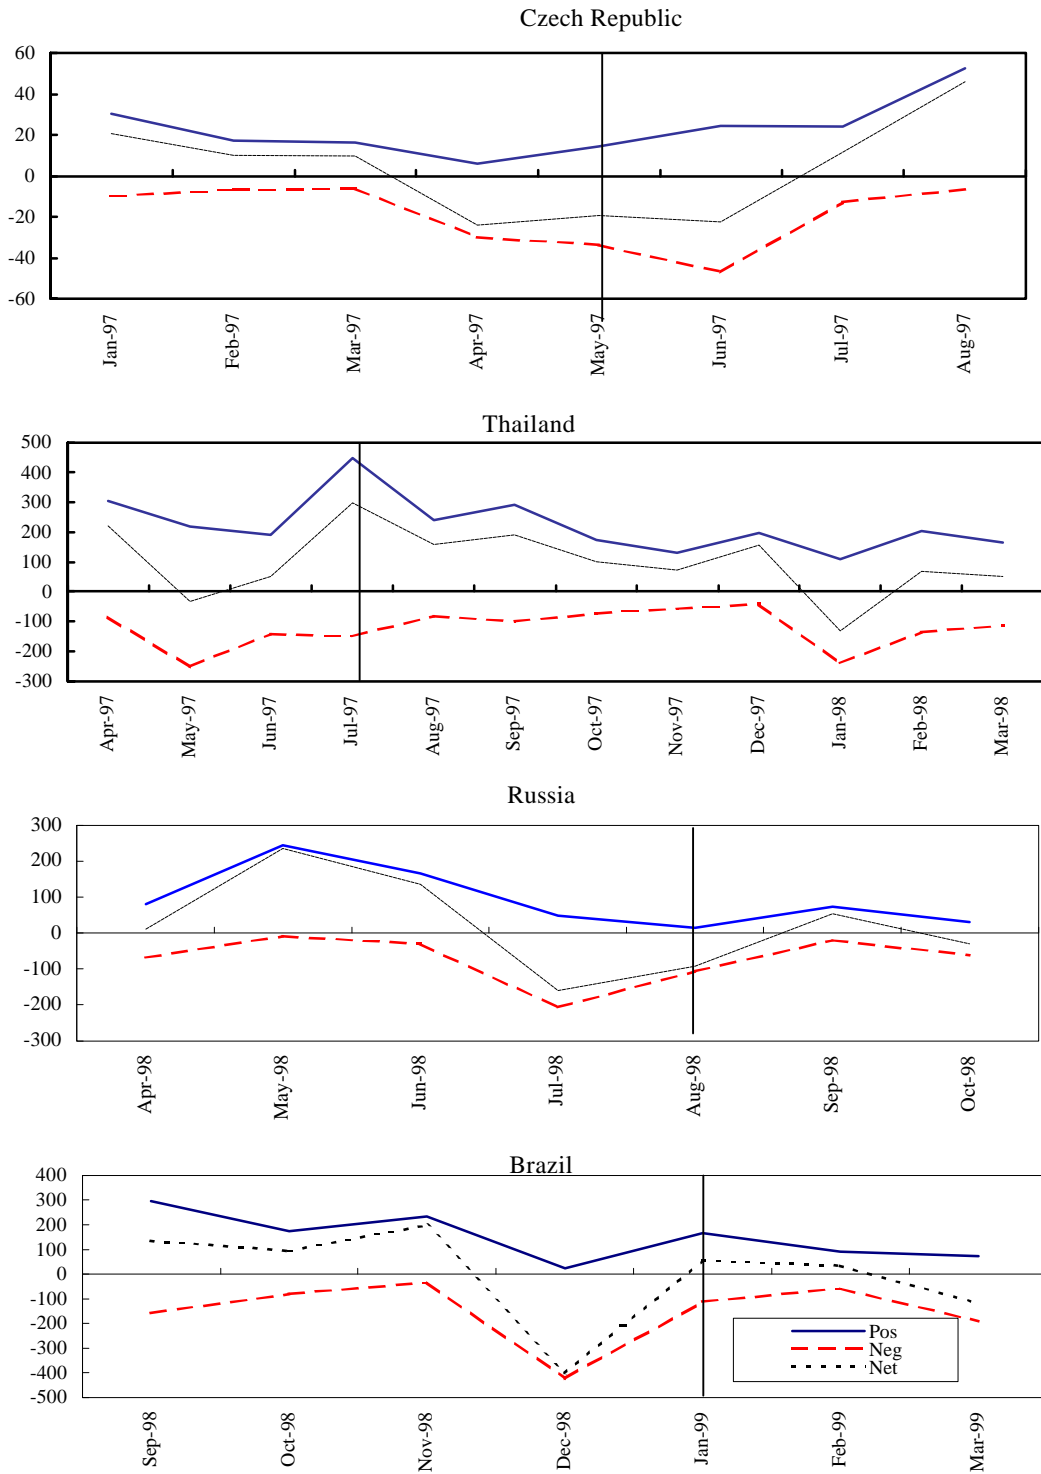 Czech Republic
60
40
20
0
-20
-40
-60
Jan-97
Feb-97
Mar-97
Apr-97
May-97
Jun-97
Jul-97
Aug-97
Thailand
500
400
300
200
100
0
-100
-200
-300
Apr-97
May-97
Jun-97
Jul-97
Aug-97
Sep-97
Oct-97
Nov-97
Dec-97
Jan-98
Feb-98
Mar-98
Russia
300
200
100
0
-100
-200
-300
Apr-98
May-98
Jun-98
Jul-98
Aug-98
Sep-98
Oct-98
Brazil
400
300
200
100
0
-100
-200
-300
-400
-500
Pos
Neg
Net
Sep-98
Oct-98
Nov-98
Dec-98
Jan-99
Feb-99
Mar-99